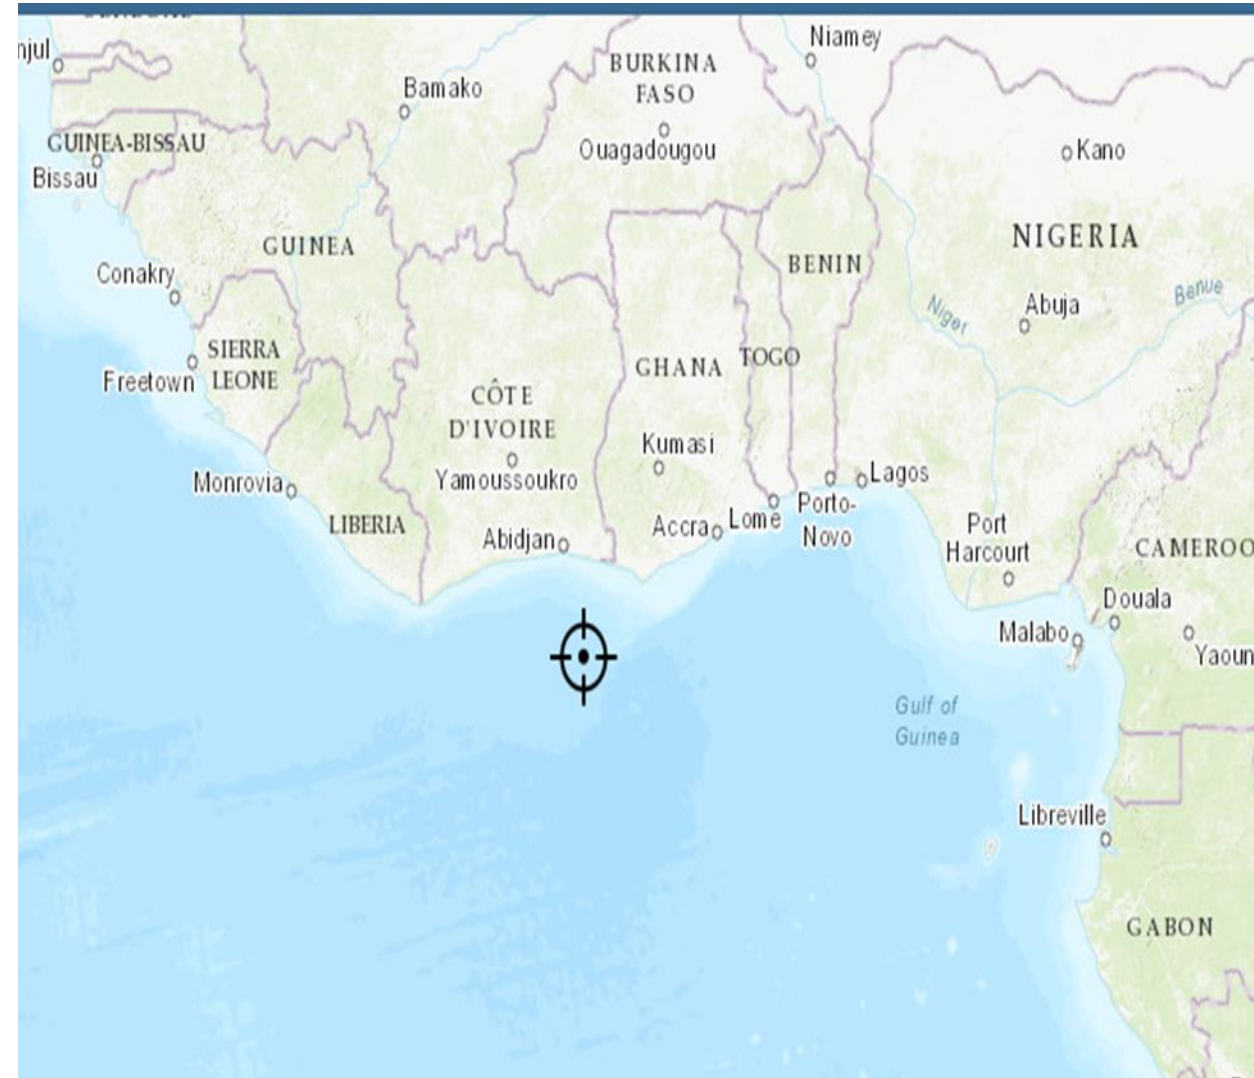 njul
Niamey
BURKINA
FASO
Bamako
Ouagadougou
GUINEA-BISSAU
Bissau
Kano
GUINEA
NIGERIA
BENIN
Conakry
Benue
Abuja
Niger
SIERRA
LEONE
Freetown
GHANA
TOGO
CÔTE
D'IVOIRE
Kumasi
Yamoussoukro
Monrovia
Lagos
LIBERIA
Abidjan
Accra
Lome
Porto-
Novo
Port
Harcourt
CAMEROO
Douala
Malabo
Yaoun
Gulf of
Guinea
Libreville
GABON